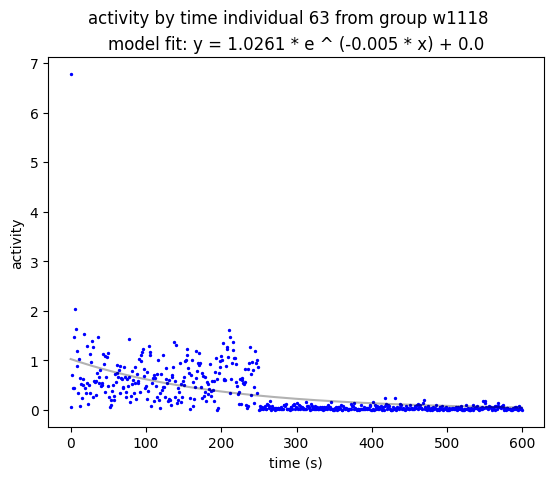 activity by time individual 63 from group w1118
model fit: y = 1.0261 * e ^ (-0.005 * x) + 0.0
7
6
5
4
3
2
1
0
activity
0 100 200 300 400 500 600
time (s)